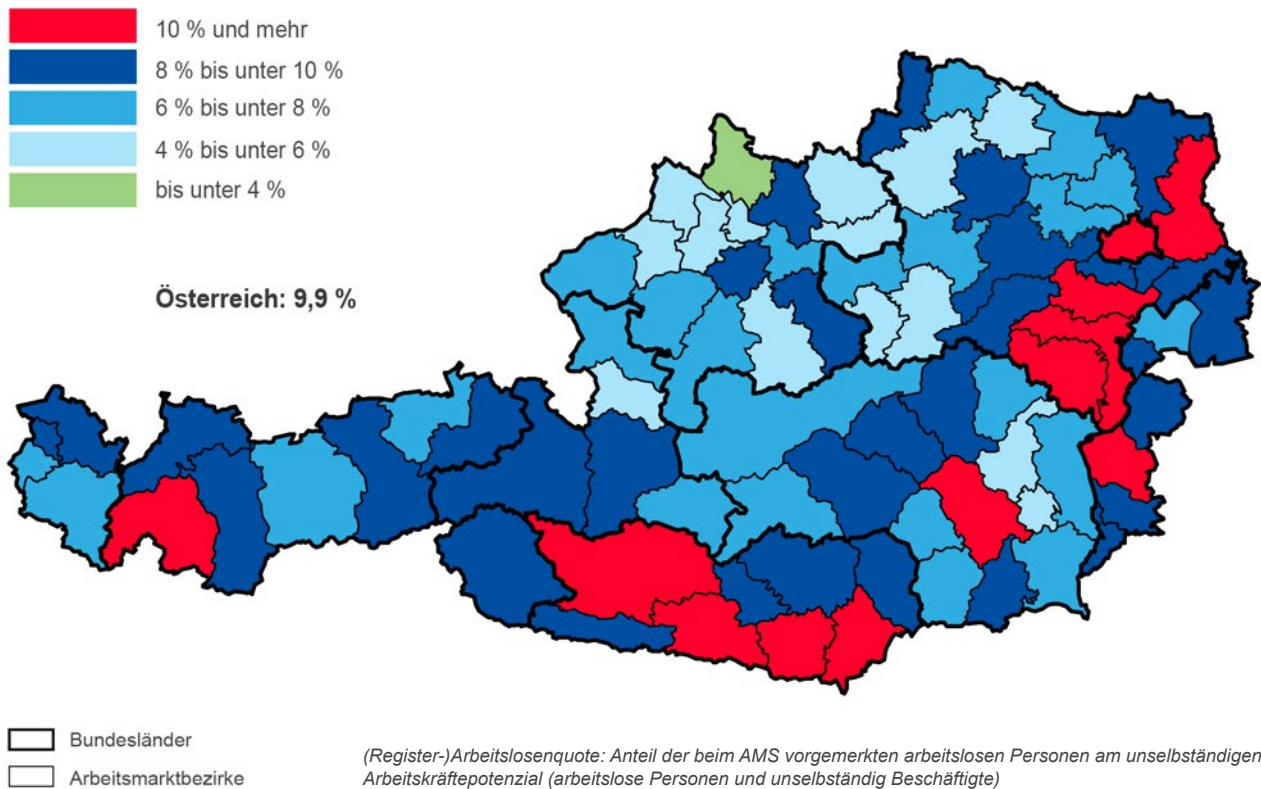 10 % und mehr
8 % bis unter 10 %
6 % bis unter 8 %
4 % bis unter 6 %
bis unter 4 %
Österreich: 9,9 %
Bundesländer
Arbeitsmarktbezirke
(Register-)Arbeitslosenquote: Anteil der beim AMS vorgemerkten arbeitslosen Personen am unselbständigen
Arbeitskräftepotenzial (arbeitslose Personen und unselbständig Beschäftigte)